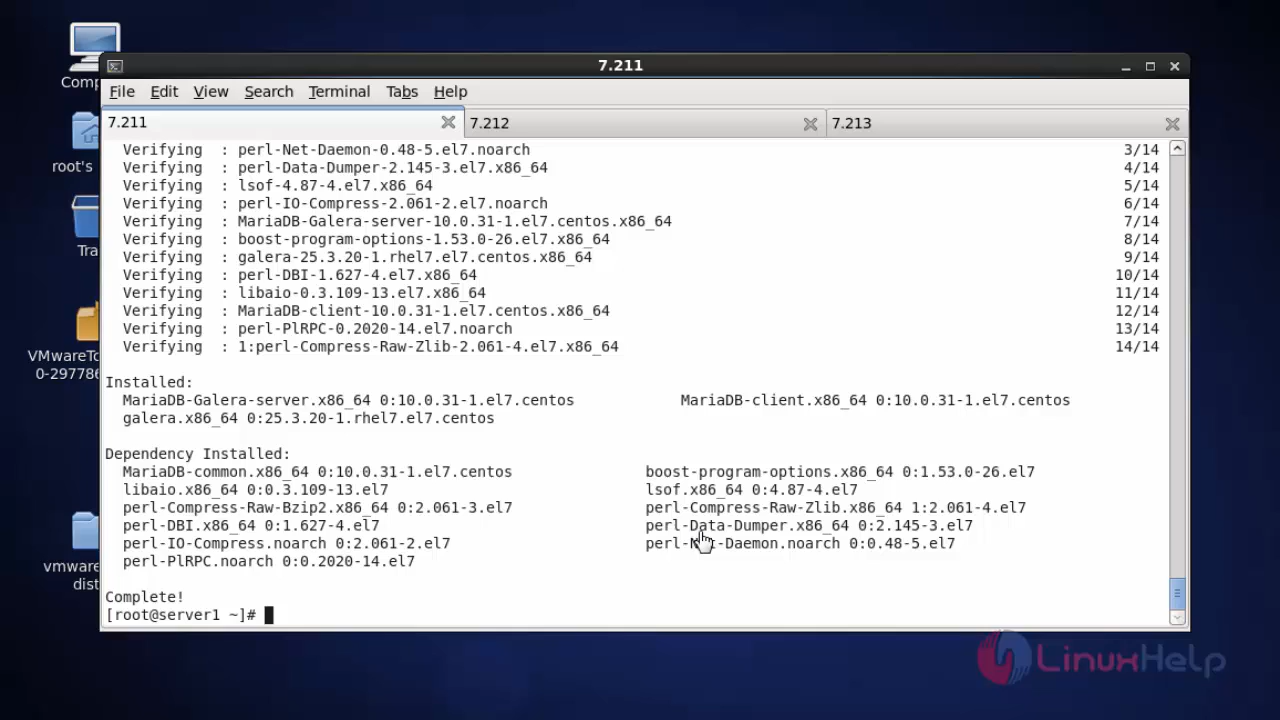 7.211
Comp
File Edit View Search Terminal Tabs Help
7.211 7.212 7.213
root's
Tra
VMwareTo
0-297786
vmware
dist
Verifying : perl-Net-Daemon-0.48-5.el7.noarch 3/14
Verifying : perl-Data-Dumper-2.145-3.el7.x86_64 4/14
Verifying : lsof-4.87-4.el7.x86_64 5/14
Verifying : perl-IO-Compress-2.061-2.el7.noarch 6/14
Verifying : MariaDB-Galera-server-10.0.31-1.el7.centos.x86_64 7/14
Verifying : boost-program-options-1.53.0-26.el7.x86_64 8/14
Verifying : galera-25.3.20-1.rhel7.el7.centos.x86_64 9/14
Verifying : perl-DBI-1.627-4.el7.x86_64 10/14
Verifying : libaio-0.3.109-13.el7.x86_64 11/14
Verifying : MariaDB-client-10.0.31-1.el7.centos.x86_64 12/14
Verifying : perl-PlRPC-0.2020-14.el7.noarch 13/14
Verifying : 1:perl-Compress-Raw-Zlib-2.061-4.el7.x86_64 14/14
Installed:
MariaDB-Galera-server.x86_64 0:10.0.31-1.el7.centos MariaDB-client.x86_64 0:10.0.31-1.el7.centos
galera.x86_64 0:25.3.20-1.rhel7.el7.centos
Dependency Installed:
MariaDB-common.x86_64 0:10.0.31-1.el7.centos boost-program-options.x86_64 0:1.53.0-26.el7
libaio.x86_64 0:0.3.109-13.el7 lsof.x86_64 0:4.87-4.el7
perl-Compress-Raw-Bzip2.x86_64 0:2.061-3.el7 perl-Compress-Raw-Zlib.x86_64 1:2.061-4.el7
perl-DBI.x86_64 0:1.627-4.el7 perl-Data-Dumper.x86_64 0:2.145-3.el7
perl-IO-Compress.noarch 0:2.061-2.el7 perl-Net-Daemon.noarch 0:0.48-5.el7
perl-PlRPC.noarch 0:0.2020-14.el7
Complete!
[root@server1 ~]#
LinuxHelp